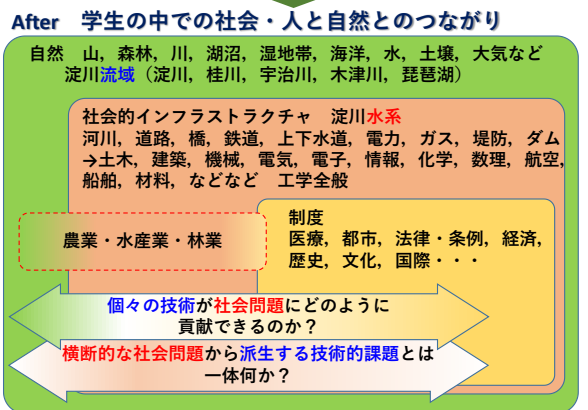 After 学生の中での社会・人と自然とのつながり
自然 山，森林，川，湖沼，湿地帯，海洋，水，土壌，大気など
淀川流域（淀川，桂川，宇治川，木津川，琵琶湖）
社会的インフラストラクチャ 淀川水系
河川，道路，橋，鉄道，上下水道，電力，ガス，堤防，ダム
→土木，建築，機械，電気，電子，情報，化学，数理，航空，
船舶，材料，などなど 工学全般
農業・水産業・林業
制度
医療，都市，法律・条例，経済，
歴史，文化，国際・・・
個々の技術が社会問題にどのように
貢献できるのか？
横断的な社会問題から派生する技術的課題とは
一体何か？